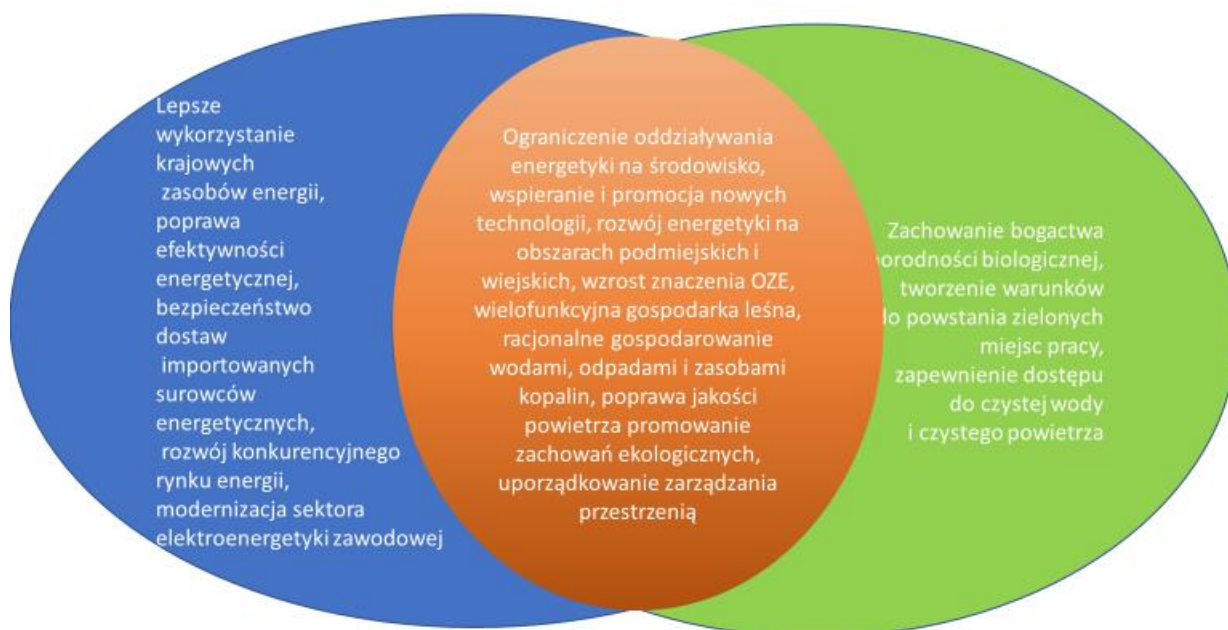 Lepsze
wykorzystanie
krajowych
zasobów energii,
poprawa
efektywności
energetycznej,
bezpieczeństwo
dostaw
importowanych
surowców
energetycznych,
rozwój konkurencyjnego
rynku energii,
modernizacja sektora
elektroenergetyki zawodowej
Ograniczenie oddziaływania
energetyki na środowisko,
wspieranie i promocja nowych
technologii, rozwój energetyki na
obszarach podmiejskich i
wiejskich, wzrost znaczenia OZE,
wielofunkcyjna gospodarka leśna,
racjonalne gospodarowanie
wodami, odpadami i zasobami
kopalin, poprawa jakości
powietrza promowanie
zachowań ekologicznych,
uporządkowanie zarządzania
przestrzenią
Zachowanie bogactwa
biologicznej,
tworzenie warunków
powstania zielonych
miejsc pracy,
zapewnienie dostępu
do czystej wody
i czystego powietrza